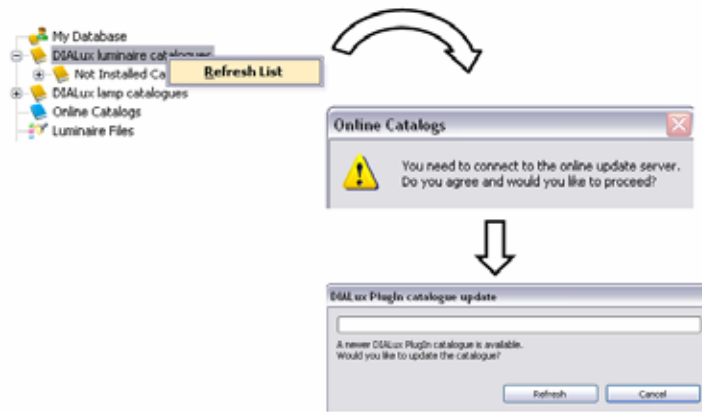 My Database
DIALux luminaire catalogues
Not Installed Ca
Refresh List
DIALux lamp catalogues
Online Catalogs
Luminaire Files
Online Catalogs
You need to connect to the online update server.
Do you agree and would you like to proceed?
DIALux PlugIn catalogue update
A newer DIALux PlugIn catalogue is available.
Would you like to update the catalogue?
Refresh
Cancel